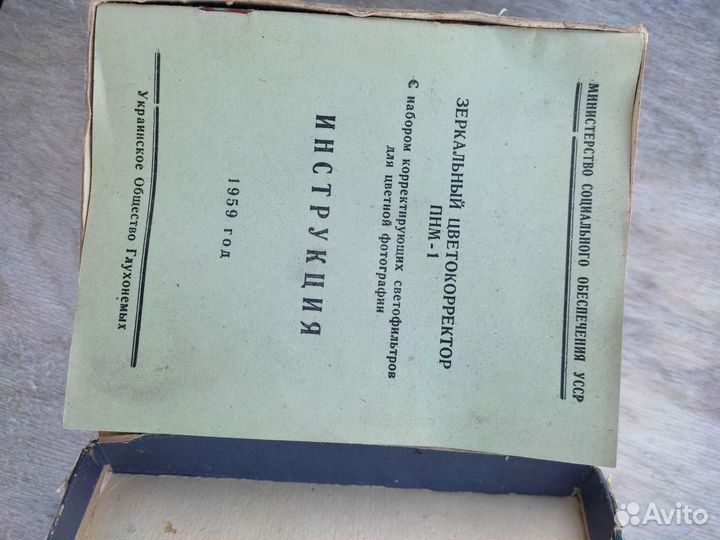 МИНИСТЕРСТВО СОЦИАЛЬНОГО ОБЕСПЕЧЕНИЯ УССР
ЗЕРКАЛЬНЫЙ ЦВЕТОКОРРЕКТОР
ПНМ-1
С набором корректирующих светофильтров
для цветной фотографии
ИНСТРУКЦИЯ
1959 год
Украинское Общество Глухонемых
Avito